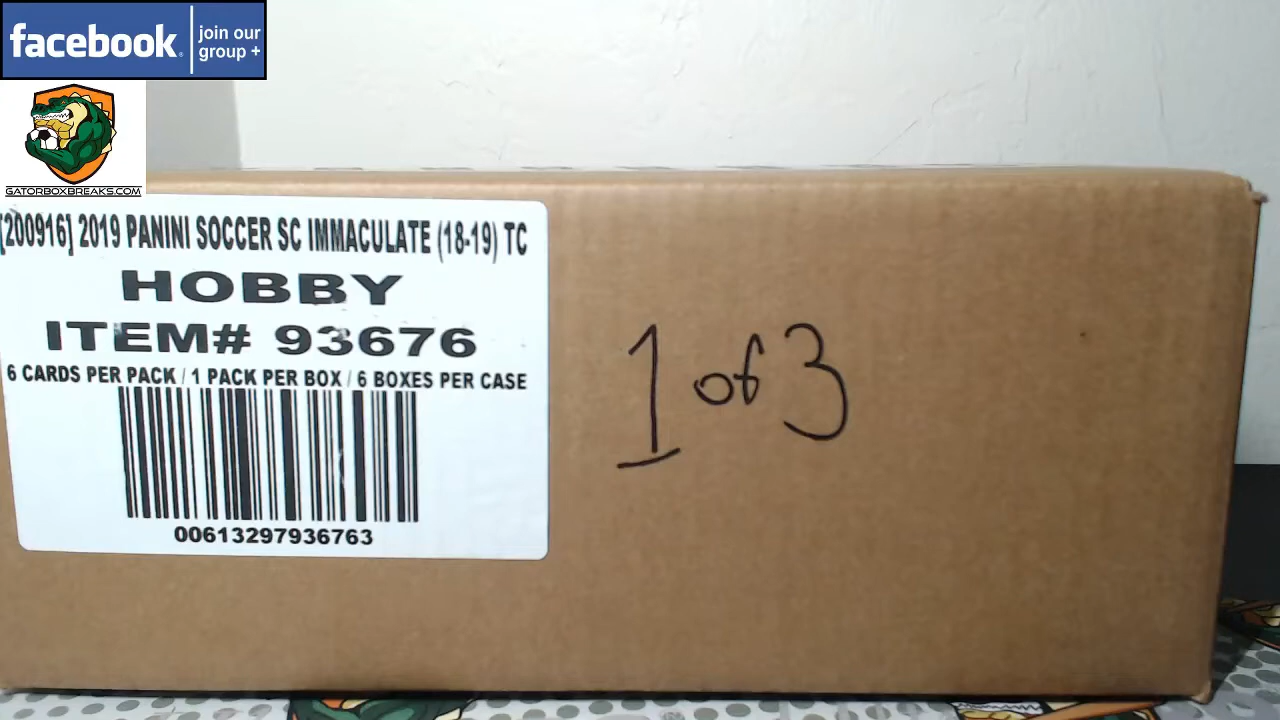 facebook
join our
group +
GATORBOXBREAKS.COM
[200916] 2019 PANINI SOCCER SC IMMACULATE (18-19) TC
HOBBY
ITEM# 93676
6 CARDS PER PACK / 1 PACK PER BOX / 6 BOXES PER CASE
00613297936763
1 of 3